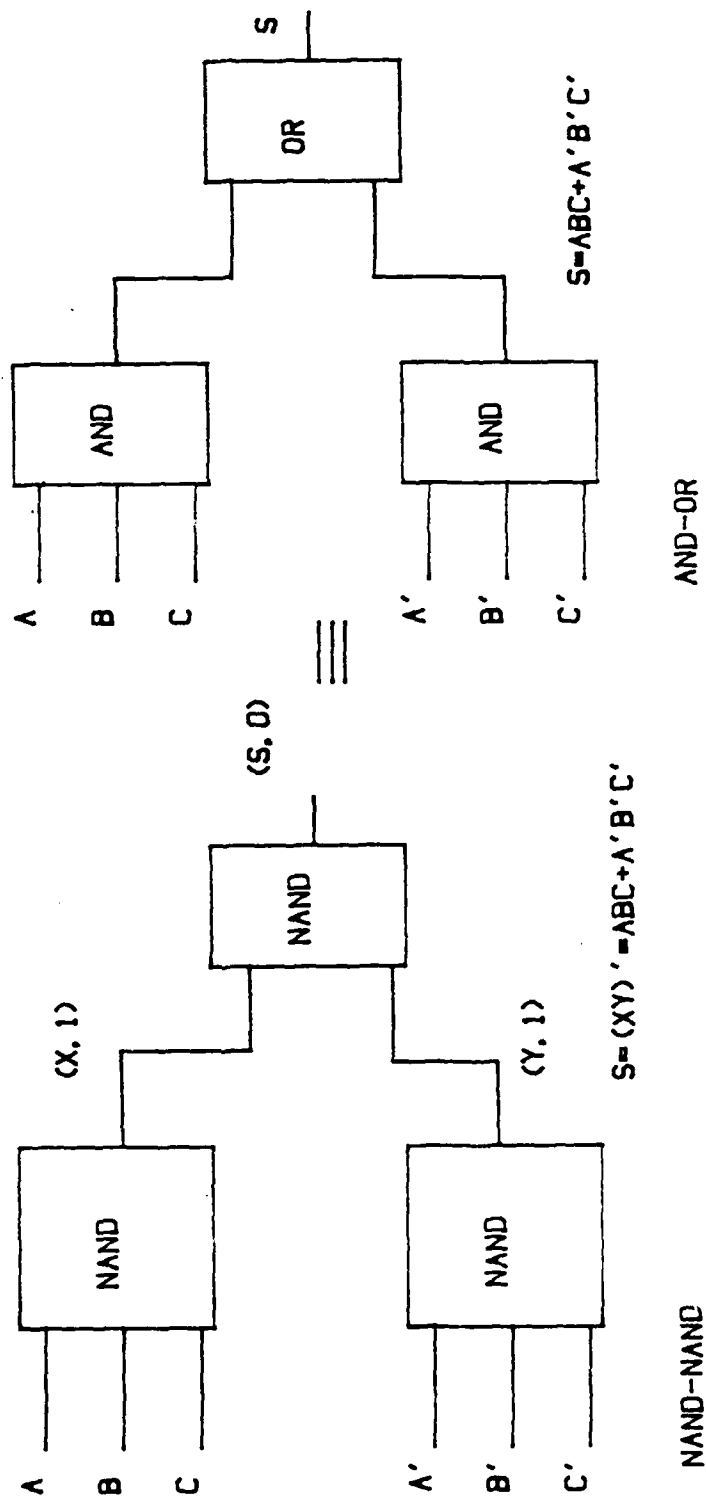 A
B
C
NAND
(X, 1)
A'
B'
C'
NAND
(Y, 1)
NAND
(S, 0)
S=(XY)'=ABC+A'B'C'
NAND-NAND
A
B
C
AND
A'
B'
C'
AND
OR
S
S=ABC+A'B'C'
AND-OR